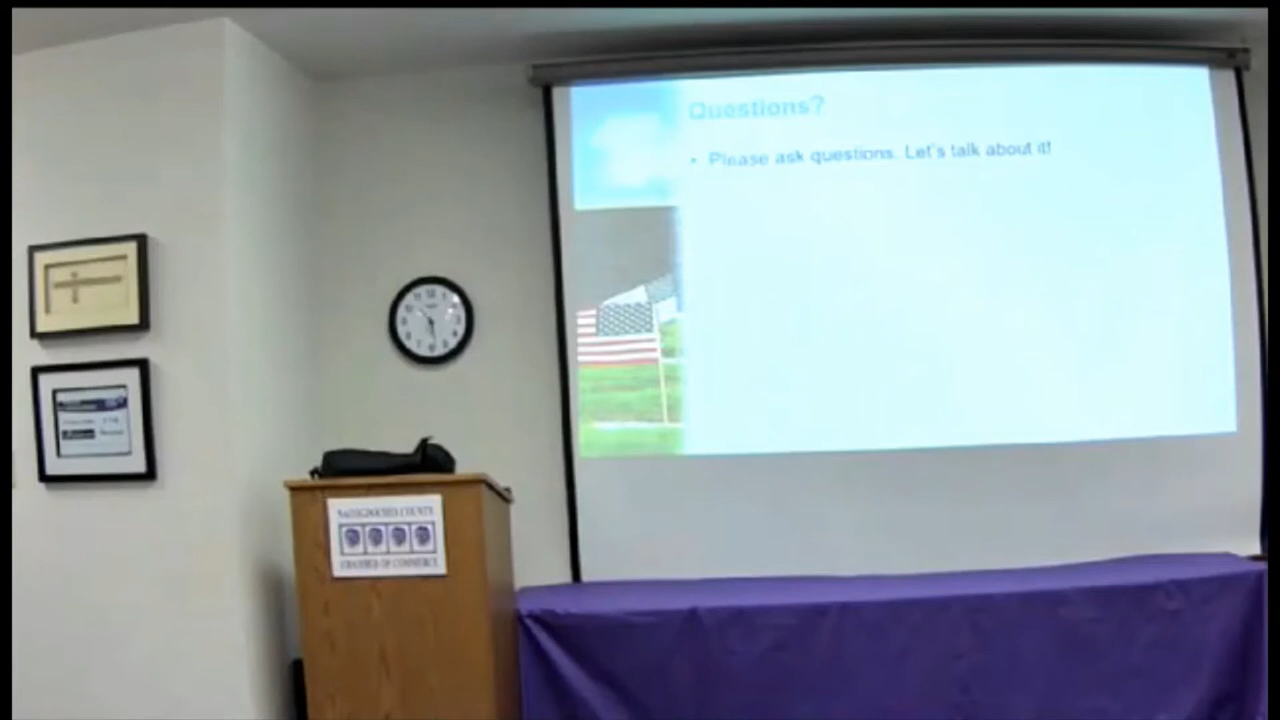 Questions?
• Please ask questions. Let's talk about it!
NACOGDOCHES COUNTY
CHAMBER OF COMMERCE